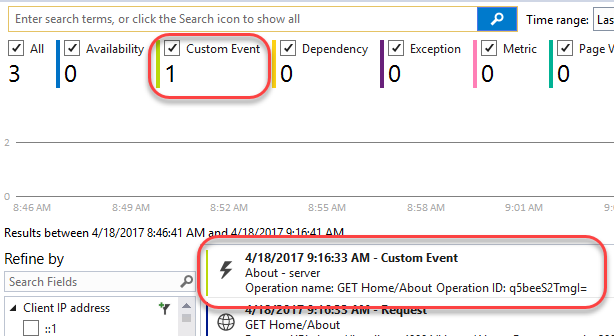 Enter search terms, or click the Search icon to show all
Time range: Las
All Availability Custom Event Dependency Exception Metric Page V
3 0 1 0 0 0 0
2
0
8:46 AM 8:49 AM 8:52 AM 8:55 AM 8:58 AM 9:01 AM
Results between 4/18/2017 8:46:41 AM and 4/18/2017 9:16:41 AM
Refine by
Search Fields
Client IP address
::1
4/18/2017 9:16:33 AM - Custom Event
About - server
Operation name: GET Home/About Operation ID: q5beeS2TmgI=
4/18/2017 9:16:33 AM - Request
GET Home/About